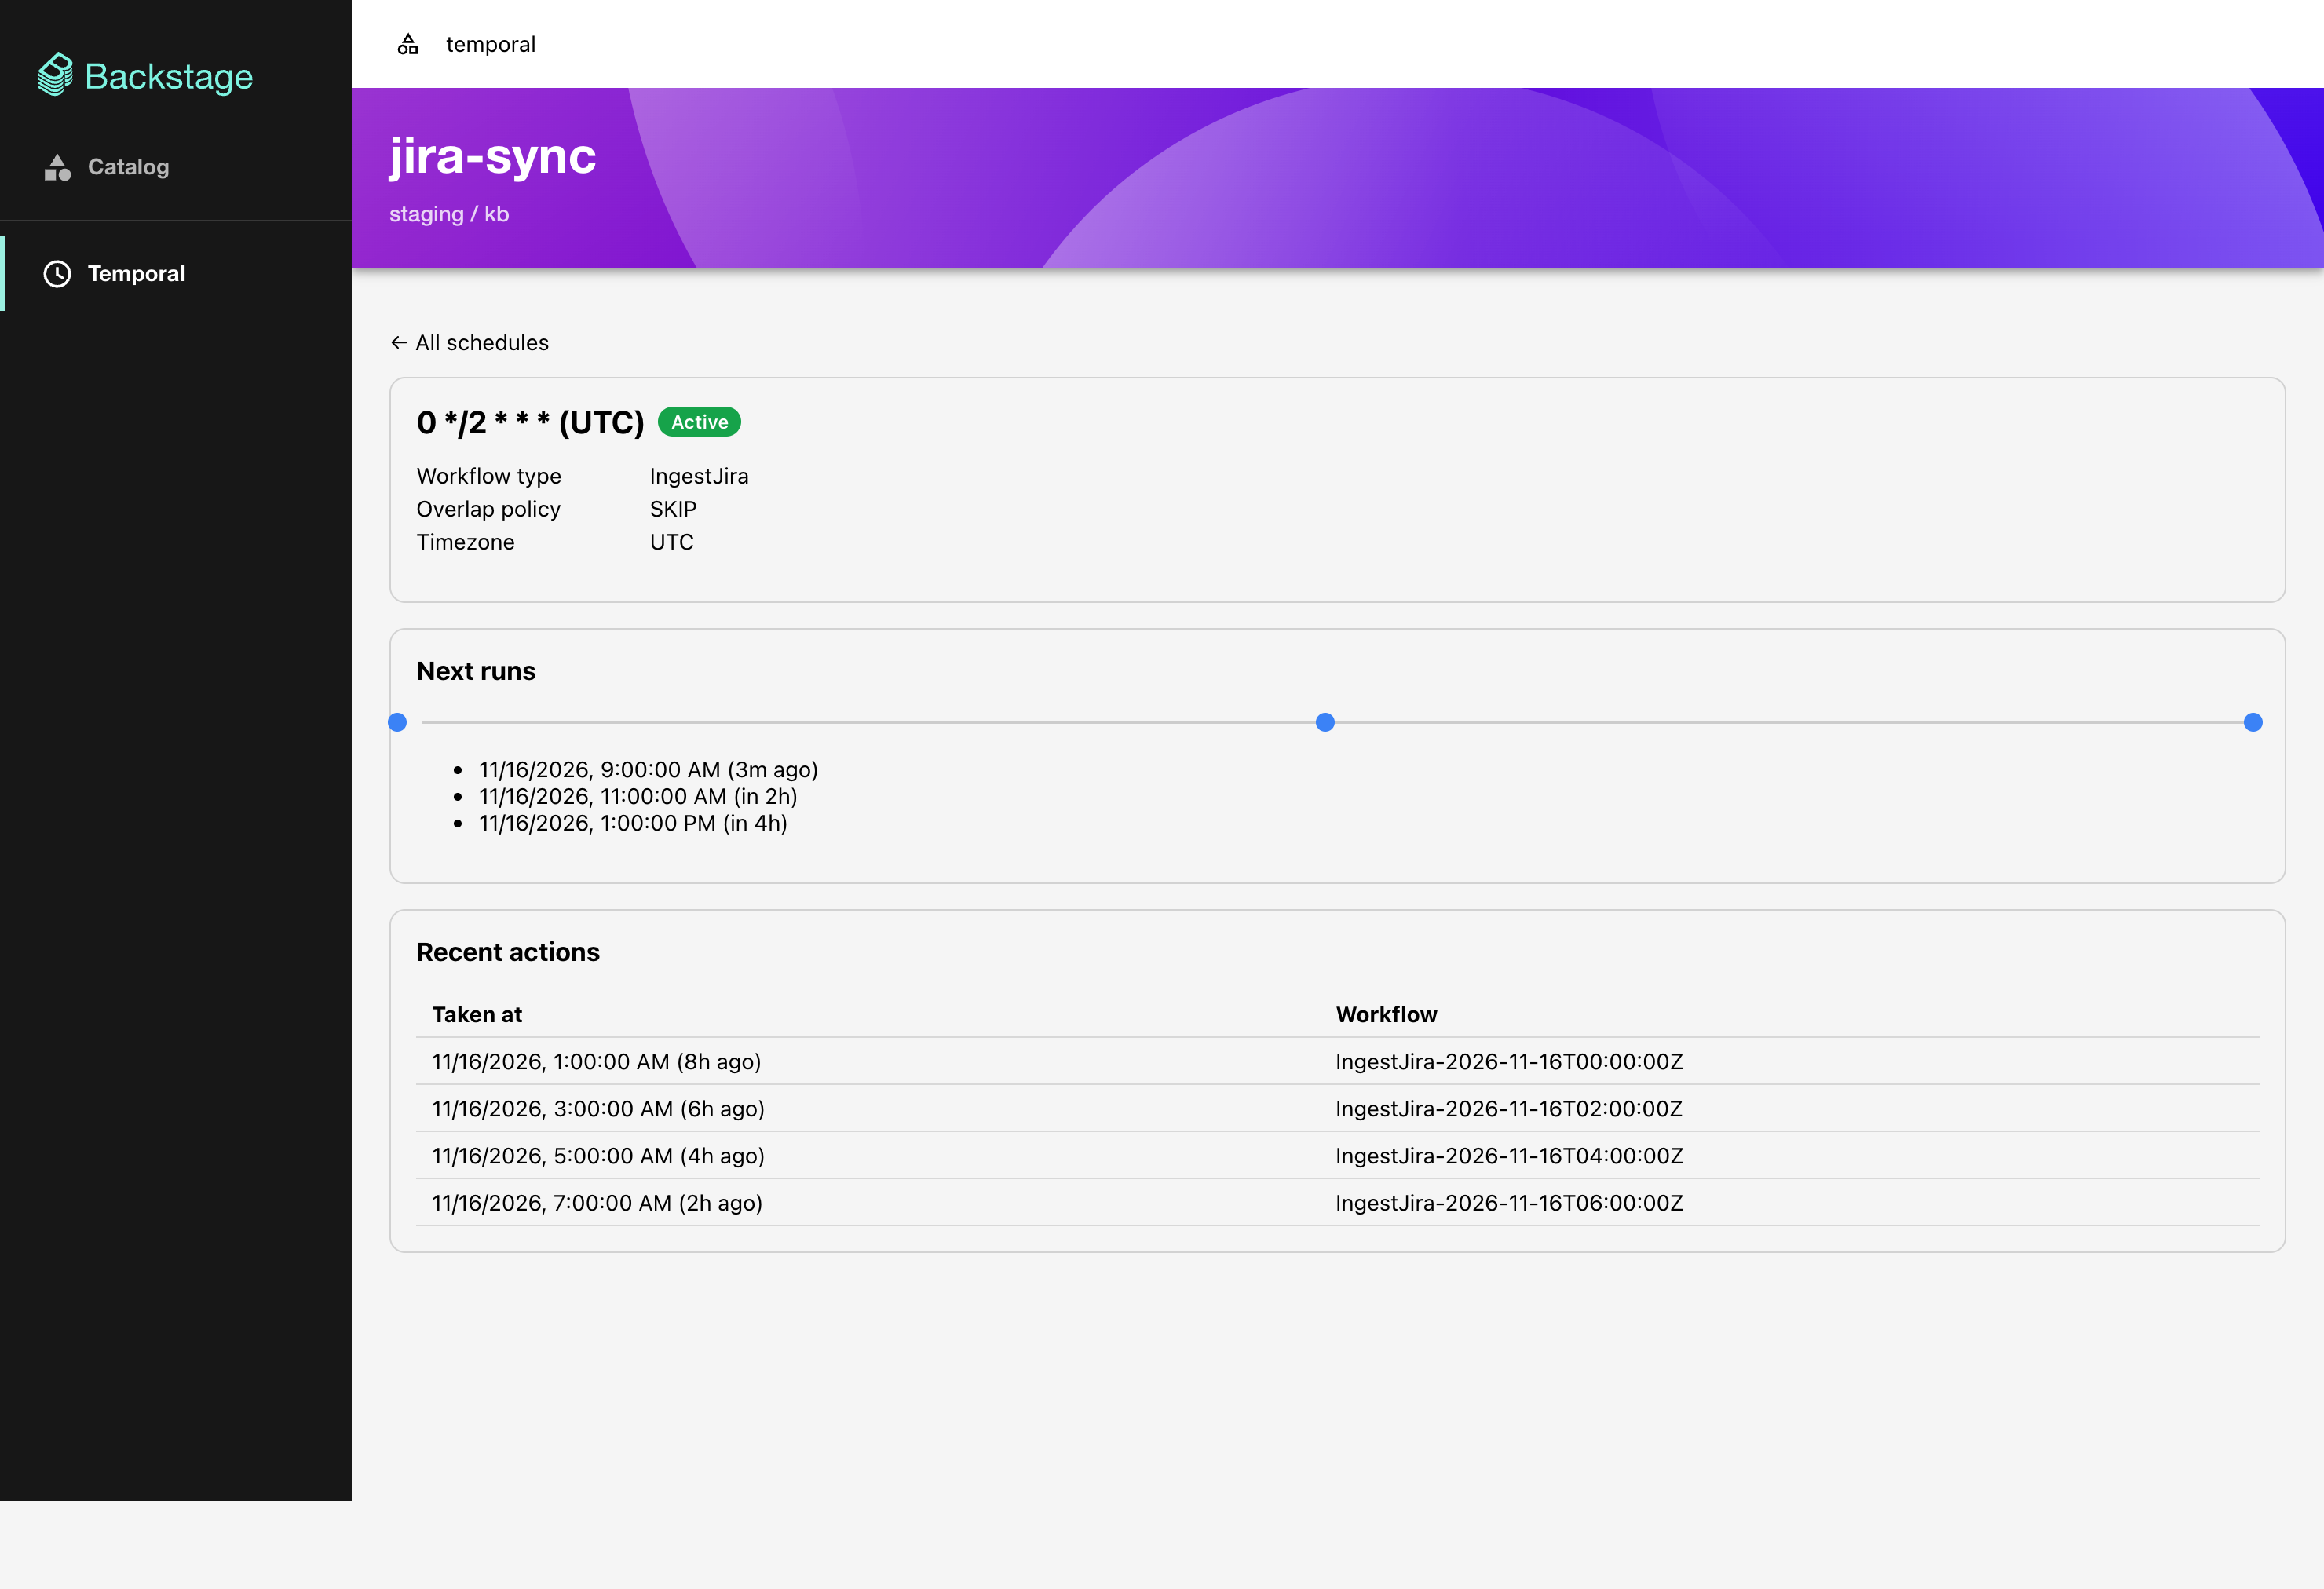 Backstage
Catalog
Temporal
temporal
jira-sync
staging / kb
← All schedules
0 */2 * * * (UTC) Active
Workflow type IngestJira
Overlap policy SKIP
Timezone UTC
Next runs
• 11/16/2026, 9:00:00 AM (3m ago)
• 11/16/2026, 11:00:00 AM (in 2h)
• 11/16/2026, 1:00:00 PM (in 4h)
Recent actions
Taken at Workflow
11/16/2026, 1:00:00 AM (8h ago) IngestJira-2026-11-16T00:00:00Z
11/16/2026, 3:00:00 AM (6h ago) IngestJira-2026-11-16T02:00:00Z
11/16/2026, 5:00:00 AM (4h ago) IngestJira-2026-11-16T04:00:00Z
11/16/2026, 7:00:00 AM (2h ago) IngestJira-2026-11-16T06:00:00Z